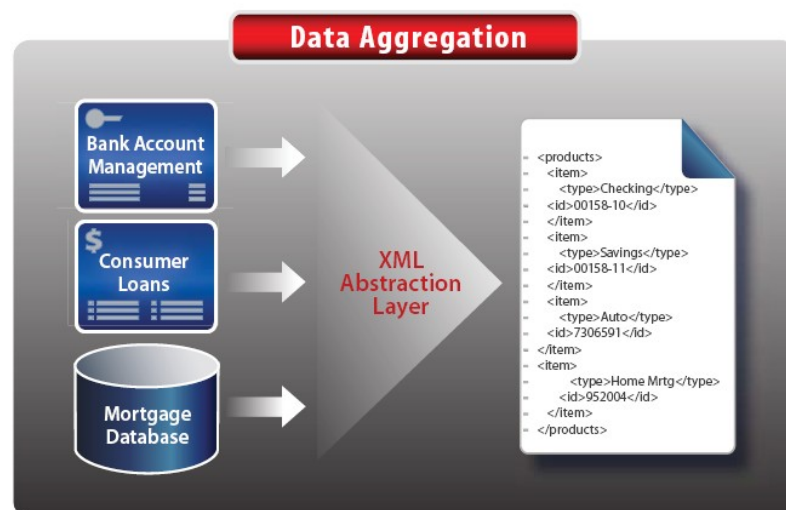 Data Aggregation
Bank Account
Management
$
Consumer
Loans
Mortgage
Database
XML
Abstraction
Layer
<products>
<item>
<type>Checking</type>
<id>00158-10</id>
</item>
<item>
<type>Savings</type>
<id>00158-11</id>
</item>
<item>
<type>Auto</type>
<id>7306591</id>
</item>
<item>
<type>Home Mrtg</type>
<id>952004</id>
</item>
</products>